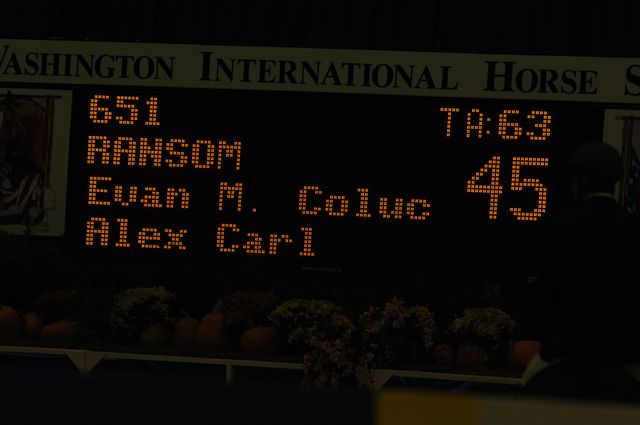 WASHINGTON INTERNATIONAL HORSE S
651 TA:63
RANSOM 45
Evan M. Coluc
Alex Carl